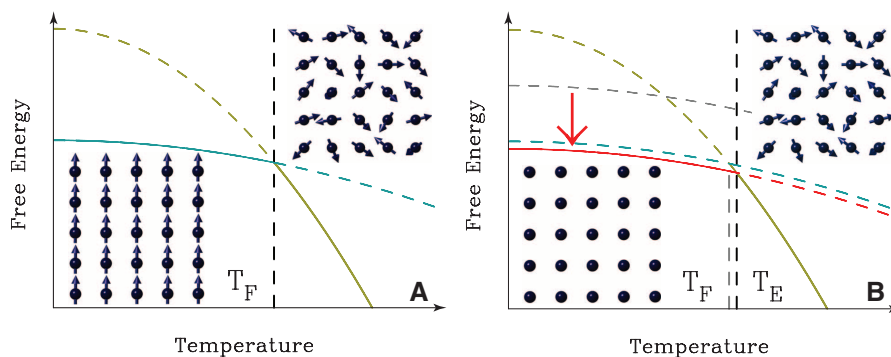 Free Energy
T_F
A
Temperature
Free Energy
T_F
T_E
B
Temperature